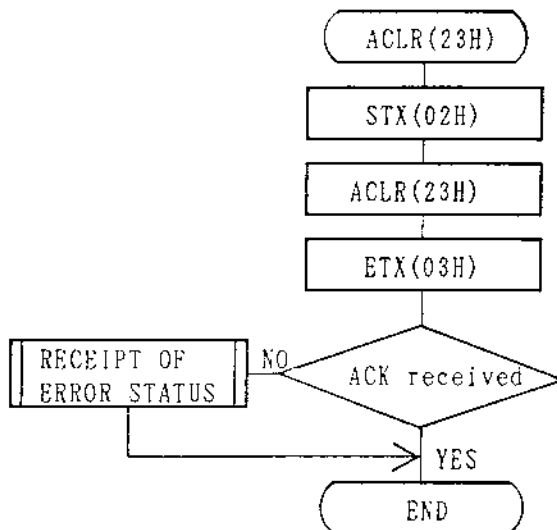 ACLR(23H)
STX(02H)
ACLR(23H)
ETX(03H)
ACK received
NO
RECEIPT OF
ERROR STATUS
YES
END